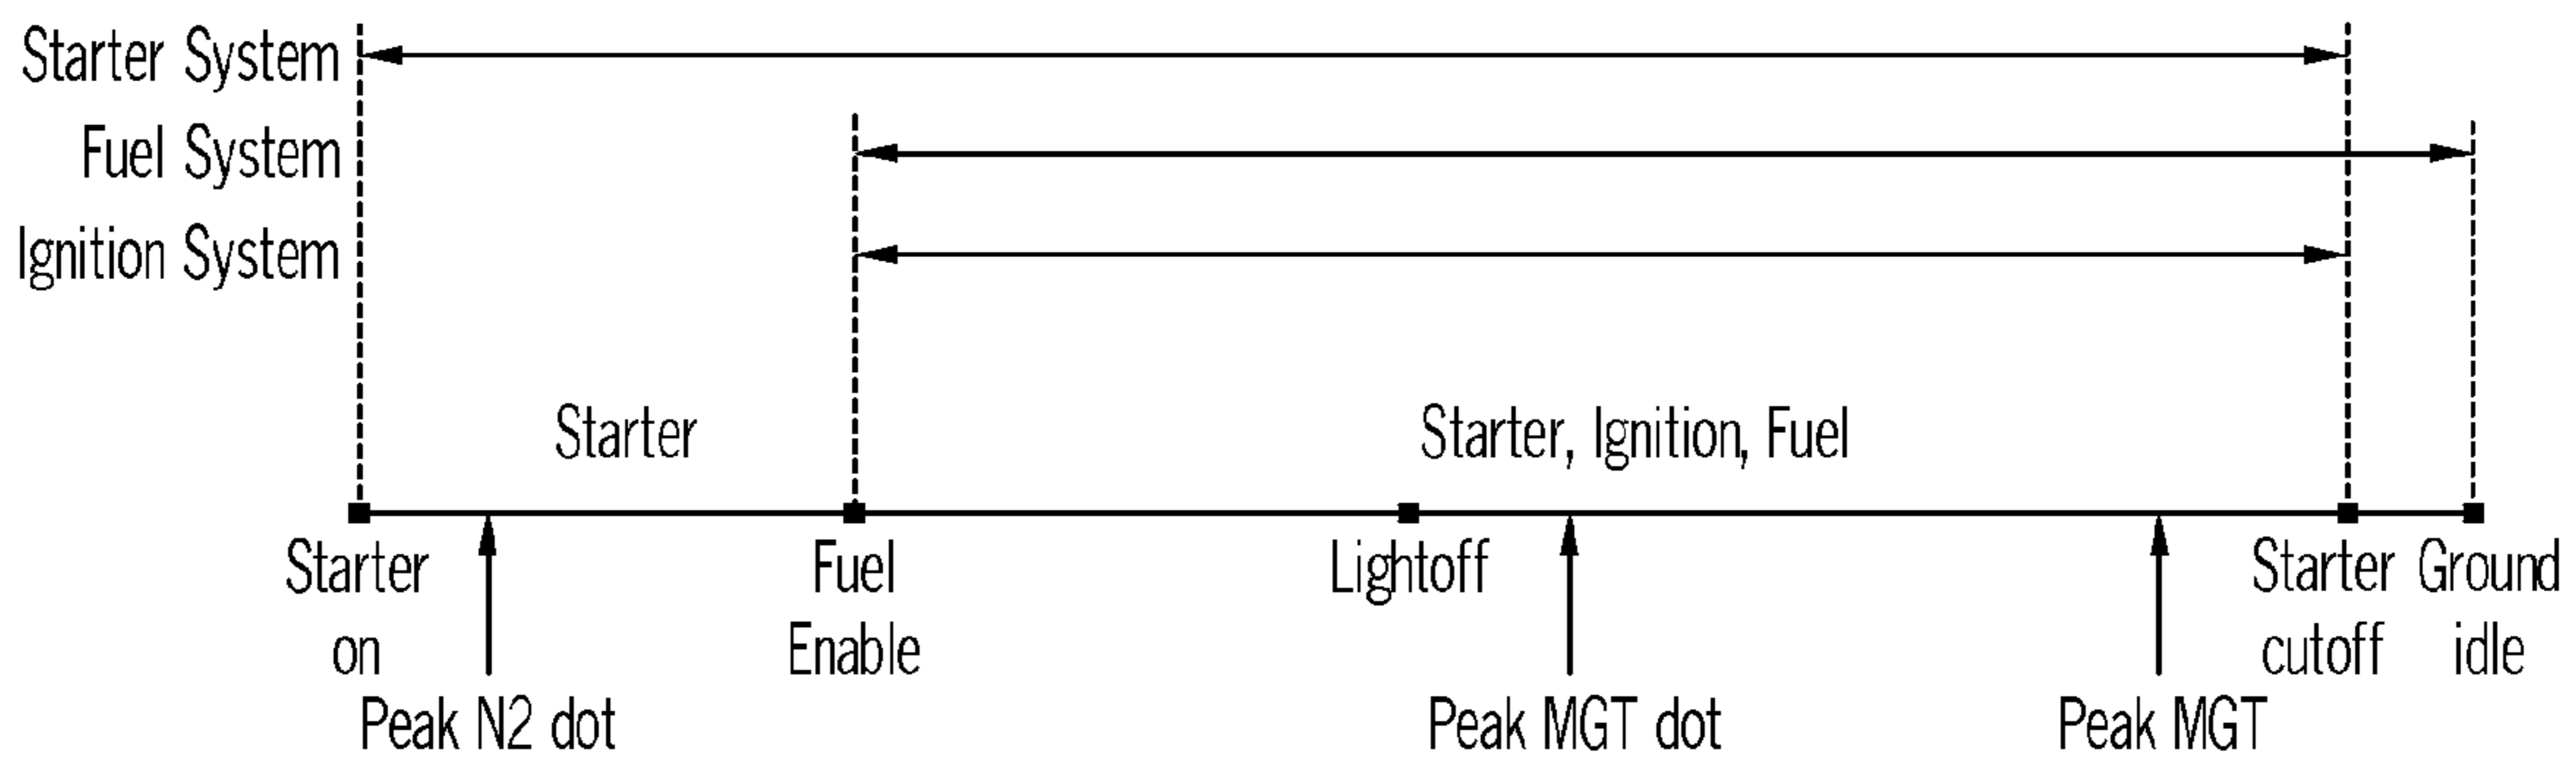 Starter System
Fuel System
Ignition System
Starter
Starter, Ignition, Fuel
Starter
on
Fuel
Enable
Lightoff
Starter
cutoff
Ground
idle
Peak N2 dot
Peak MGT dot
Peak MGT